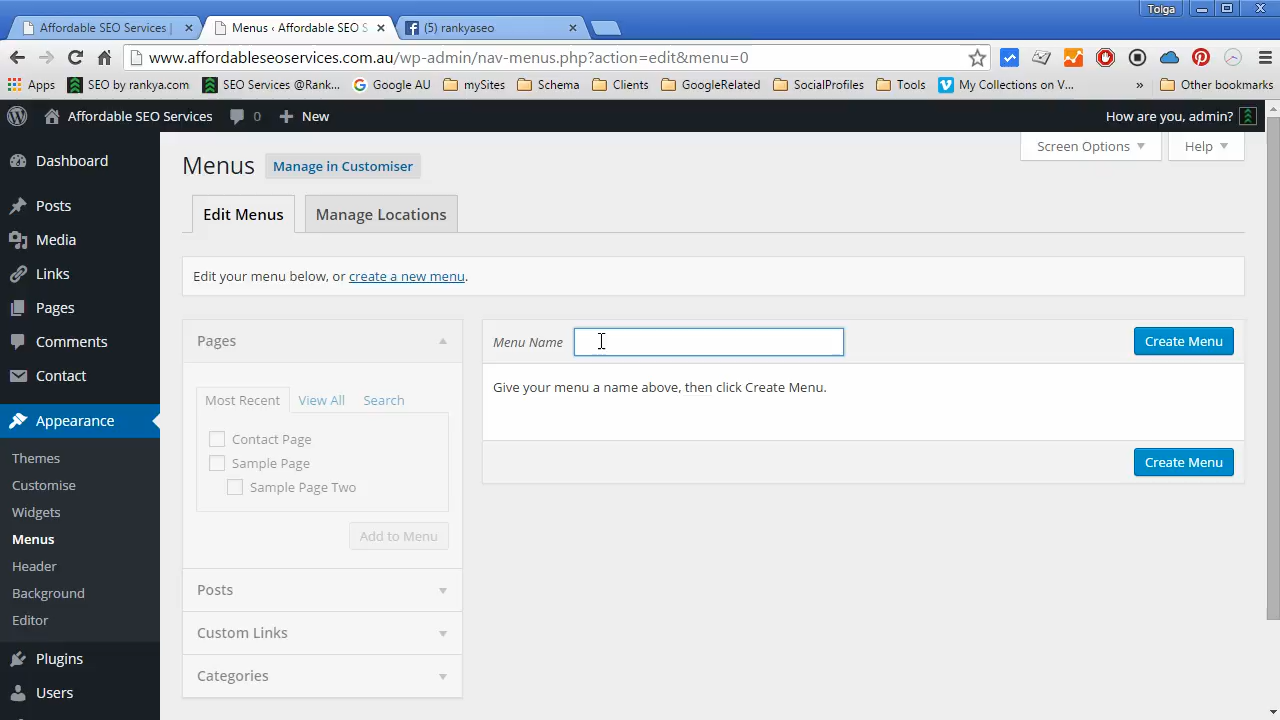 Tolga
Affordable SEO Services |
Menus ‹ Affordable SEO S
(5) rankyaseo
www.affordableseoservices.com.au/wp-admin/nav-menus.php?action=edit&menu=0
Apps
SEO by rankya.com
SEO Services @Rank...
Google AU
mySites
Schema
Clients
GoogleRelated
SocialProfiles
Tools
My Collections on V...
»
Other bookmarks
Affordable SEO Services
0
New
How are you, admin?
Dashboard
Posts
Media
Links
Pages
Comments
Contact
Appearance
Themes
Customise
Widgets
Menus
Header
Background
Editor
Plugins
Users
Screen Options
Help
Menus
Manage in Customiser
Edit Menus
Manage Locations
Edit your menu below, or create a new menu.
Pages
Most Recent
View All
Search
Contact Page
Sample Page
Sample Page Two
Add to Menu
Posts
Custom Links
Categories
Menu Name
Create Menu
Give your menu a name above, then click Create Menu.
Create Menu